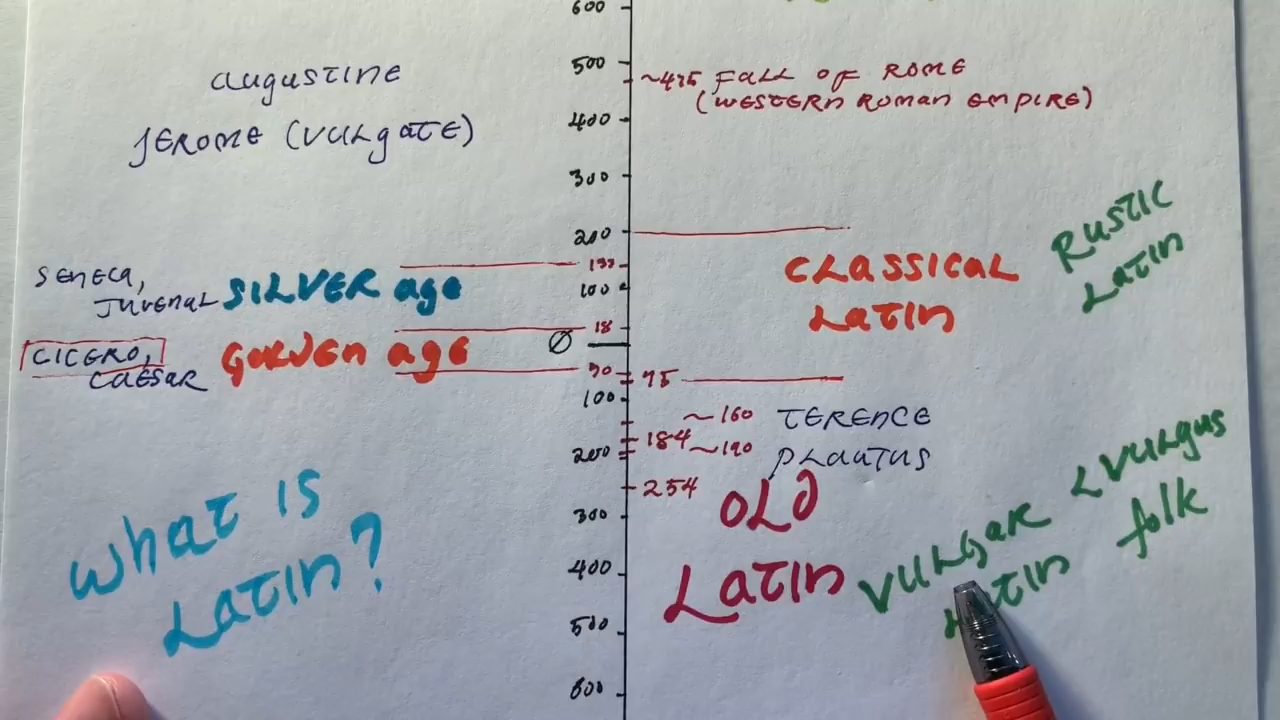 600
500
~475 FALL OF ROME
(WESTERN ROMAN EMPIRE)
AUGUSTINE
400
JEROME (VULGATE)
300
200
RUSTIC
LATIN
133
CLASSICAL
LATIN
SENECA,
JUVENAL
SILVER AGE
100
18
0
CICERO,
CAESAR
GOLDEN AGE
75
100
~160 TERENCE
184
~190 PLAUTUS
200
254
OLD
LATIN
300
VULGAR
LATIN
< VULGUS
folk
WHAT IS
LATIN?
400
500
600